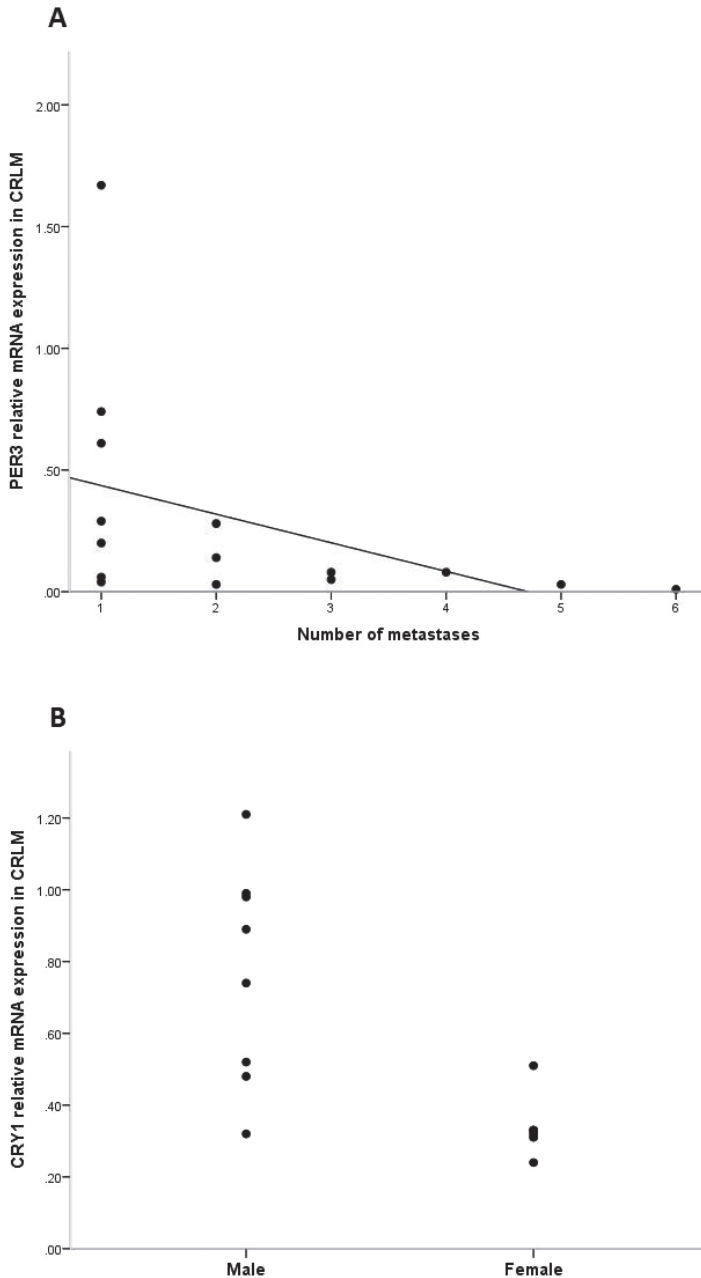 A
PER3 relative mRNA expression in CRLM
2.00
1.50
1.00
.50
.00
1 2 3 4 5 6
Number of metastases
B
CRY1 relative mRNA expression in CRLM
1.20
1.00
.80
.60
.40
.20
.00
Male Female